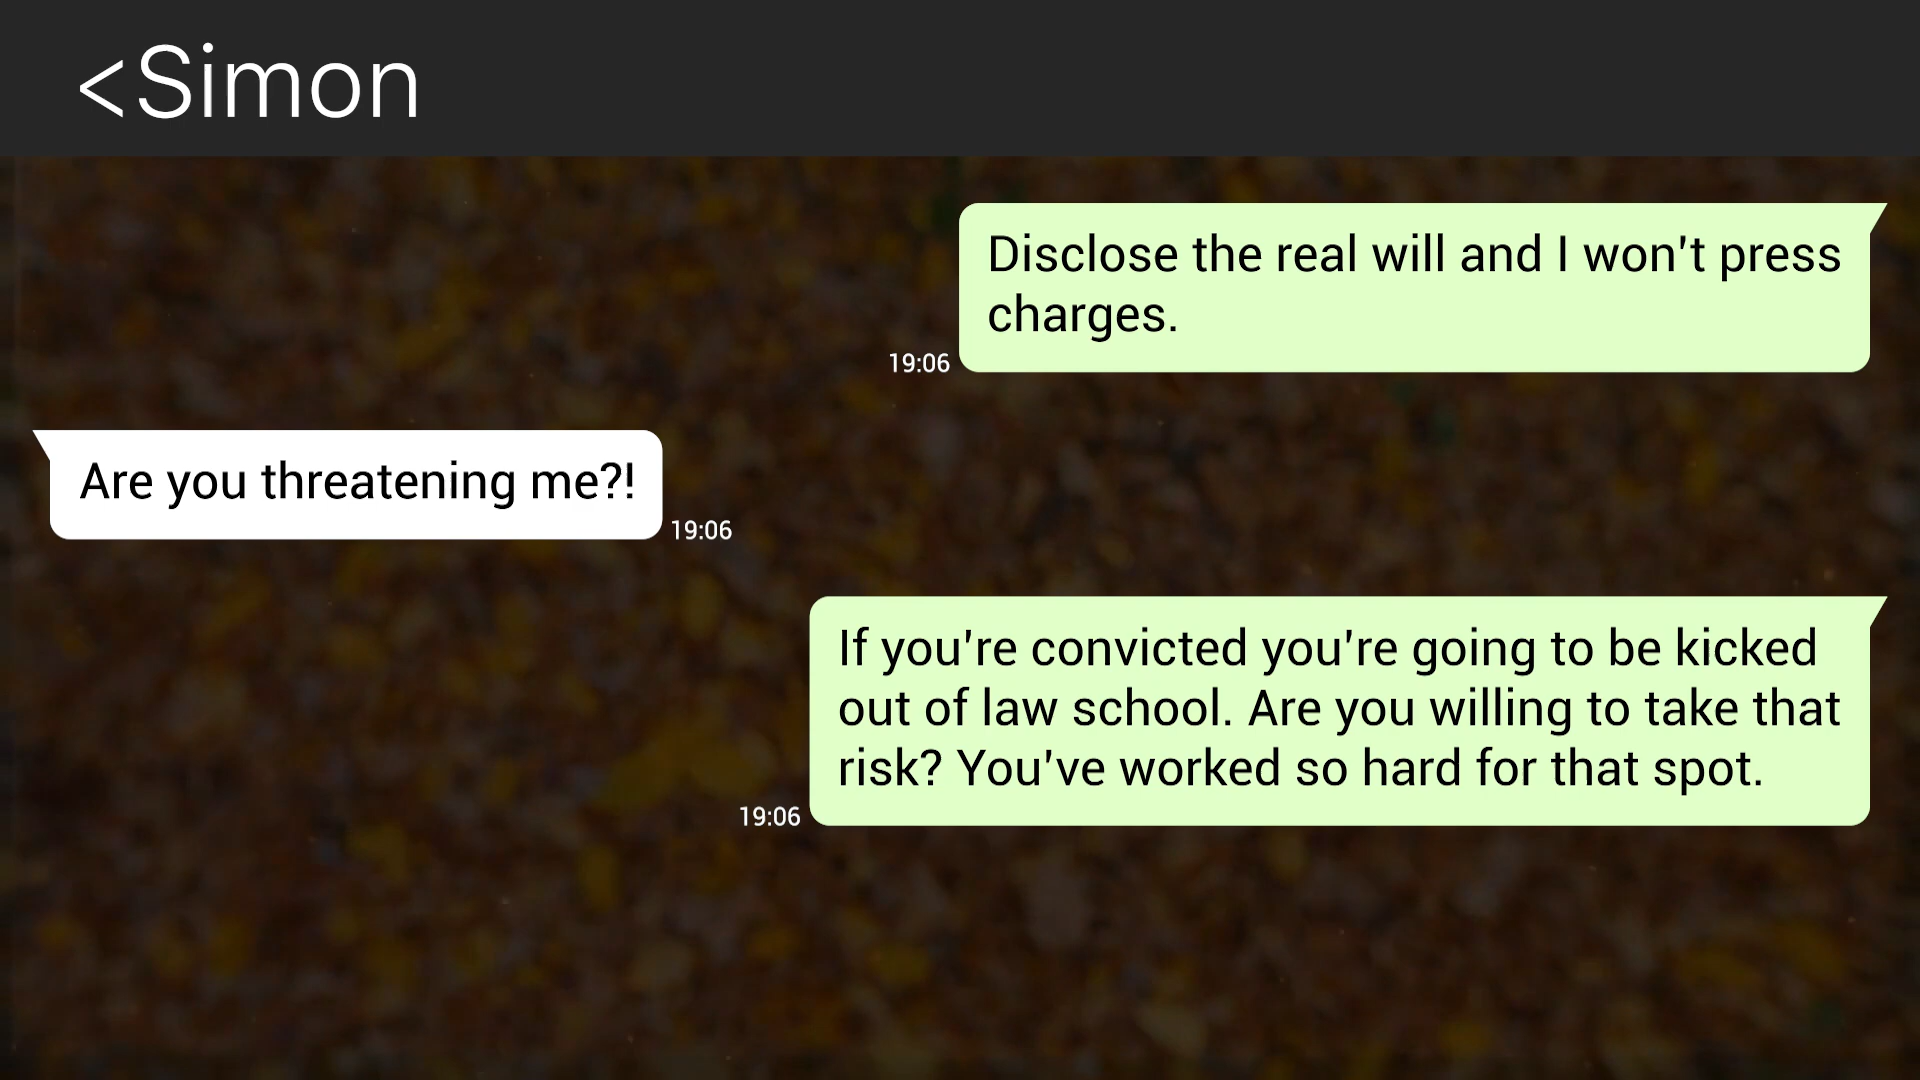 <Simon
Disclose the real will and I won't press
charges.
19:06
Are you threatening me?!
19:06
If you're convicted you're going to be kicked
out of law school. Are you willing to take that
risk? You've worked so hard for that spot.
19:06